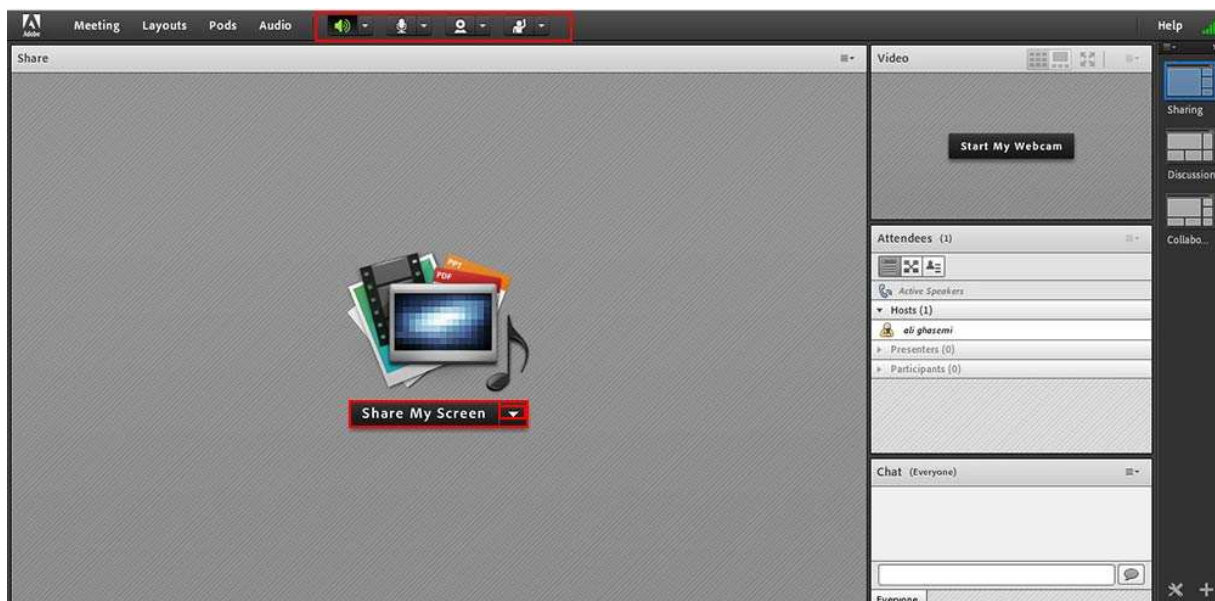 Adobe
Meeting Layouts Pods Audio Help
Share
PPT
PDF
Share My Screen
Video
Start My Webcam
Attendees (1)
Active Speakers
Hosts (1)
ali ghasemi
Presenters (0)
Participants (0)
Chat (Everyone)
Everyone
Sharing
Discussion
Collabo...